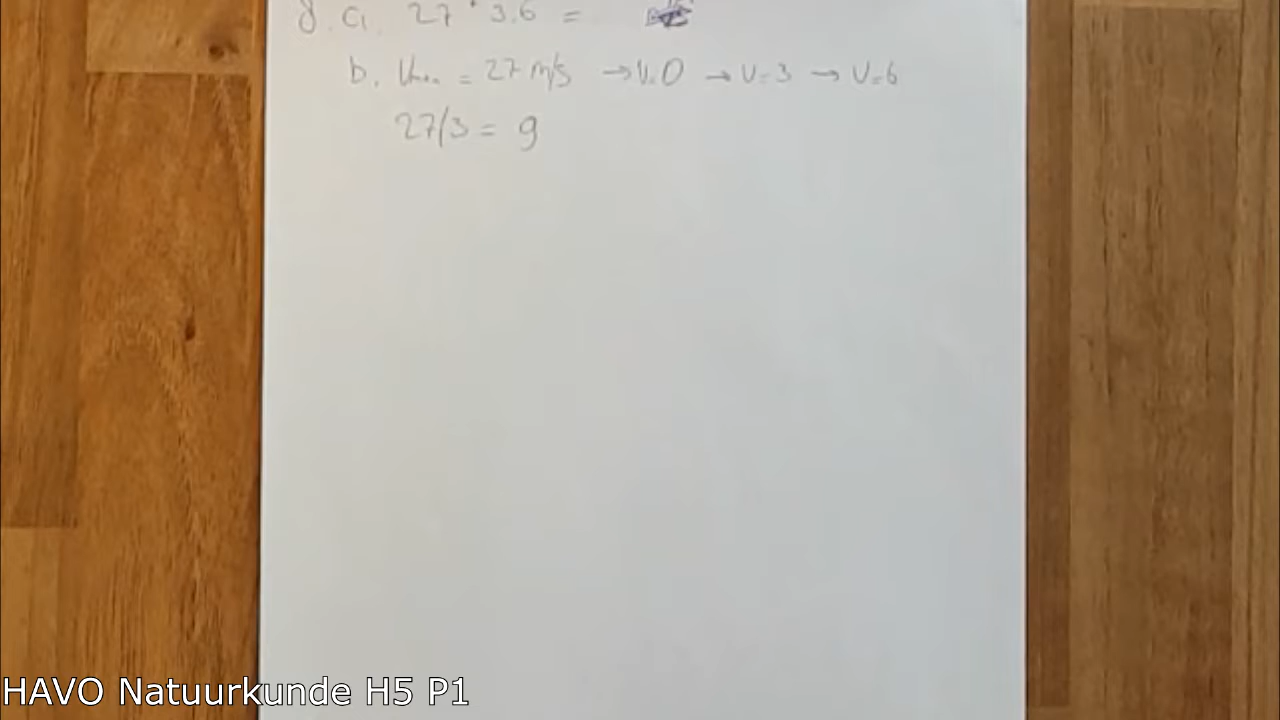 8. a. 27 · 3.6 =
b. = 27 m/s → V=0 → V=3 → V=6
27/3 = 9
HAVO Natuurkunde H5 P1